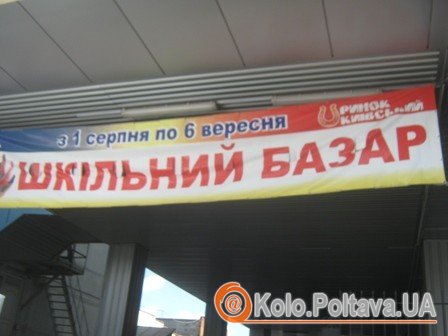 РИНОК
КИЇВСЬКИЙ
з 1 серпня по 6 вересня
ШКІЛЬНИЙ БАЗАР
Kolo.Poltava.UA